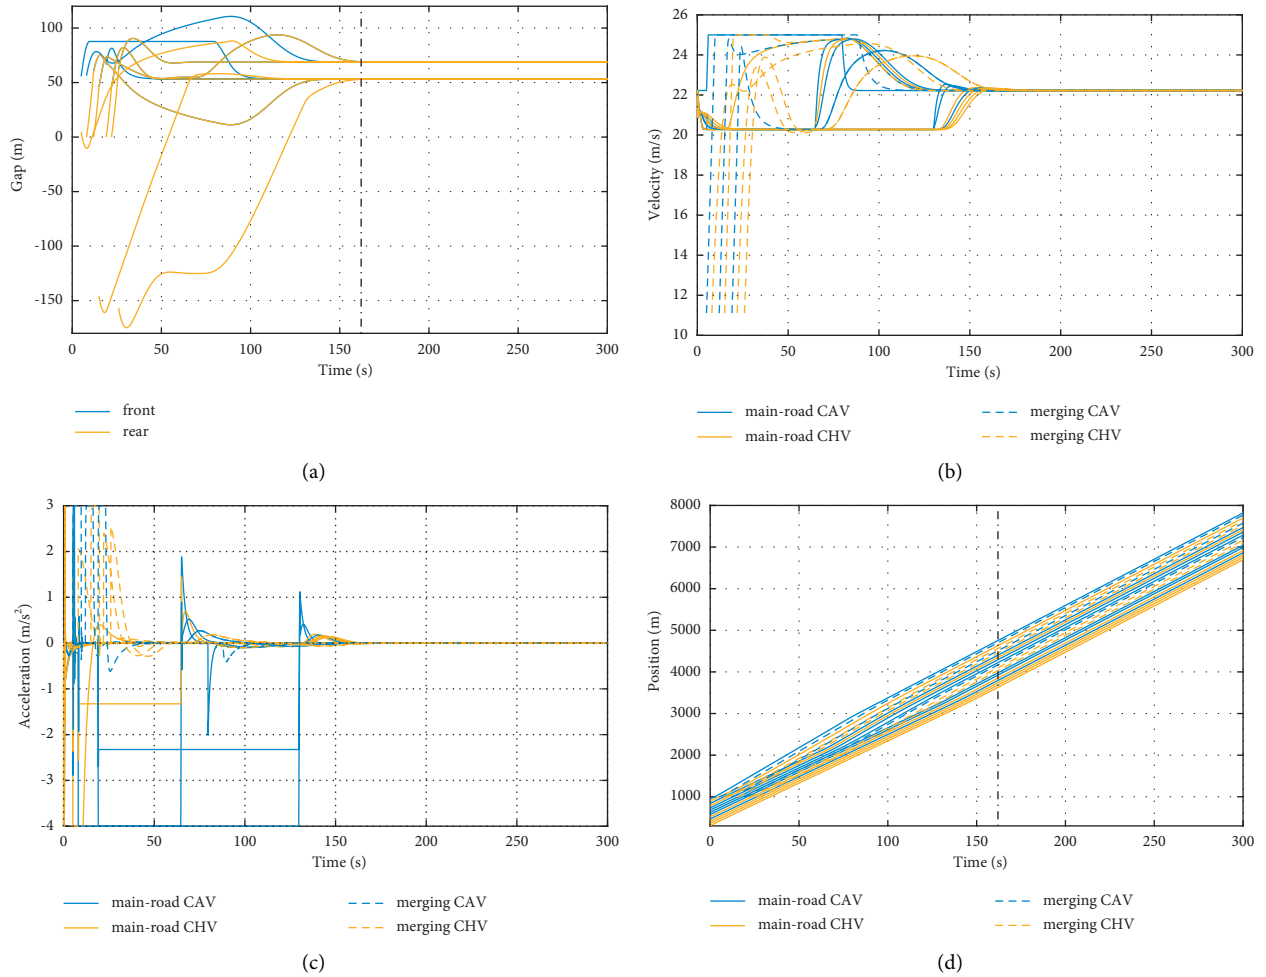 100
50
0
-50
-100
-150
Gap (m)
0 50 100 150 200 250 300
Time (s)
front
rear
(a)
26
24
22
20
18
16
14
12
10
Velocity (m/s)
0 50 100 150 200 250 300
Time (s)
main-road CAV merging CAV
main-road CHV merging CHV
(b)
3
2
1
0
-1
-2
-3
-4
Acceleration (m/s²)
0 50 100 150 200 250 300
Time (s)
main-road CAV merging CAV
main-road CHV merging CHV
(c)
8000
7000
6000
5000
4000
3000
2000
1000
Position (m)
0 50 100 150 200 250 300
Time (s)
main-road CAV merging CAV
main-road CHV merging CHV
(d)